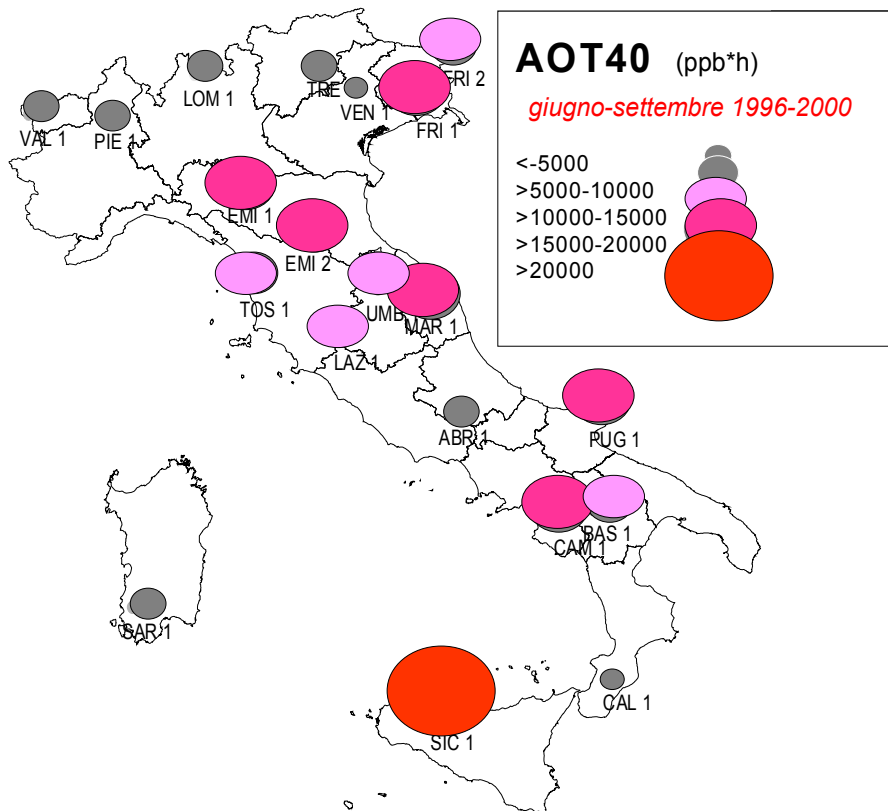 AOT40 (ppb*h)
giugno-settembre 1996-2000
<-5000
>5000-10000
>10000-15000
>15000-20000
>20000
FRI 2
TRE
LOM 1
VEN 1
VAL 1
PIE 1
FRI 1
EMI 1
EMI 2
TOS 1
UMB
MAR 1
LAZ 1
ABR 1
PUG 1
BAS 1
CAM 1
SAR 1
CAL 1
SIC 1